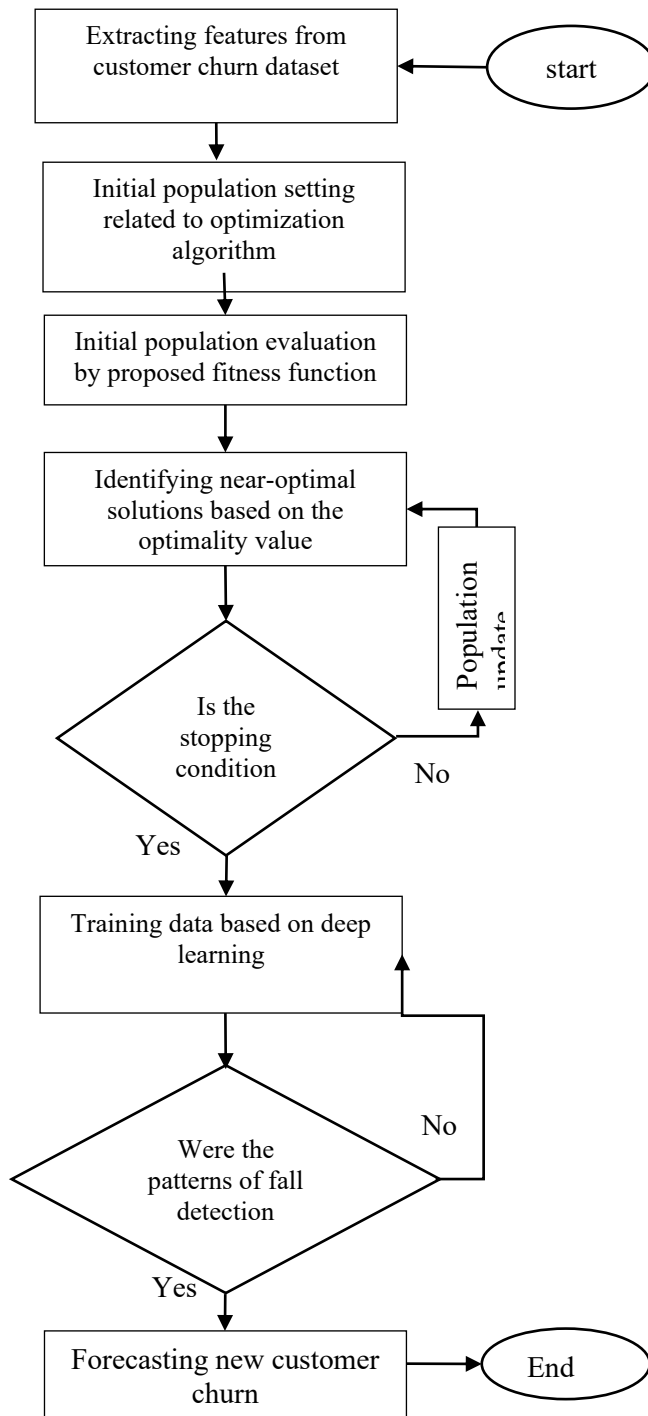 start
Extracting features from
customer churn dataset
Initial population setting
related to optimization
algorithm
Initial population evaluation
by proposed fitness function
Identifying near-optimal
solutions based on the
optimality value
Population
update
Is the
stopping
condition
No
Yes
Training data based on deep
learning
Were the
patterns of fall
detection
No
Yes
Forecasting new customer
churn
End